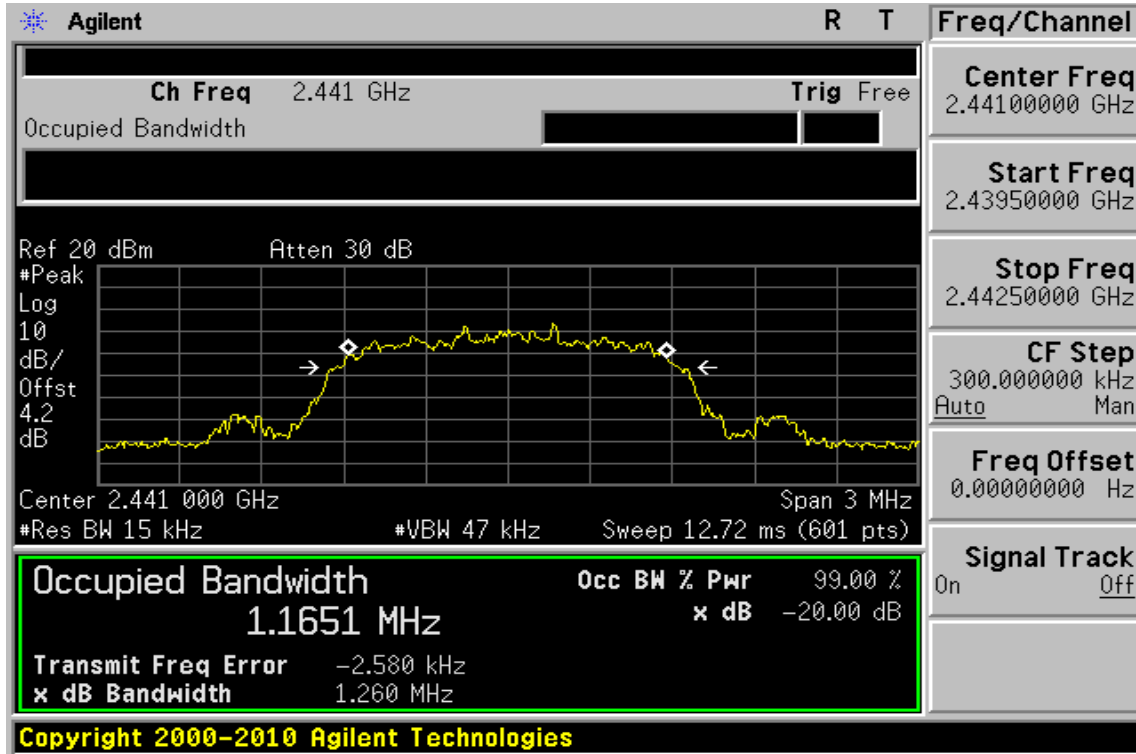 Agilent R T
Ch Freq 2.441 GHz Trig Free
Occupied Bandwidth
Ref 20 dBm Atten 30 dB
#Peak
Log
10
dB/
Offst
4.2
dB
Center 2.441 000 GHz Span 3 MHz
#Res BW 15 kHz #VBW 47 kHz Sweep 12.72 ms (601 pts)
Occupied Bandwidth
1.1651 MHz
Occ BW % Pwr 99.00 %
x dB -20.00 dB
Transmit Freq Error -2.580 kHz
x dB Bandwidth 1.260 MHz
Copyright 2000-2010 Agilent Technologies
Freq/Channel
Center Freq
2.44100000 GHz
Start Freq
2.43950000 GHz
Stop Freq
2.44250000 GHz
CF Step
300.000000 kHz
Auto Man
Freq Offset
0.00000000 Hz
Signal Track
On Off